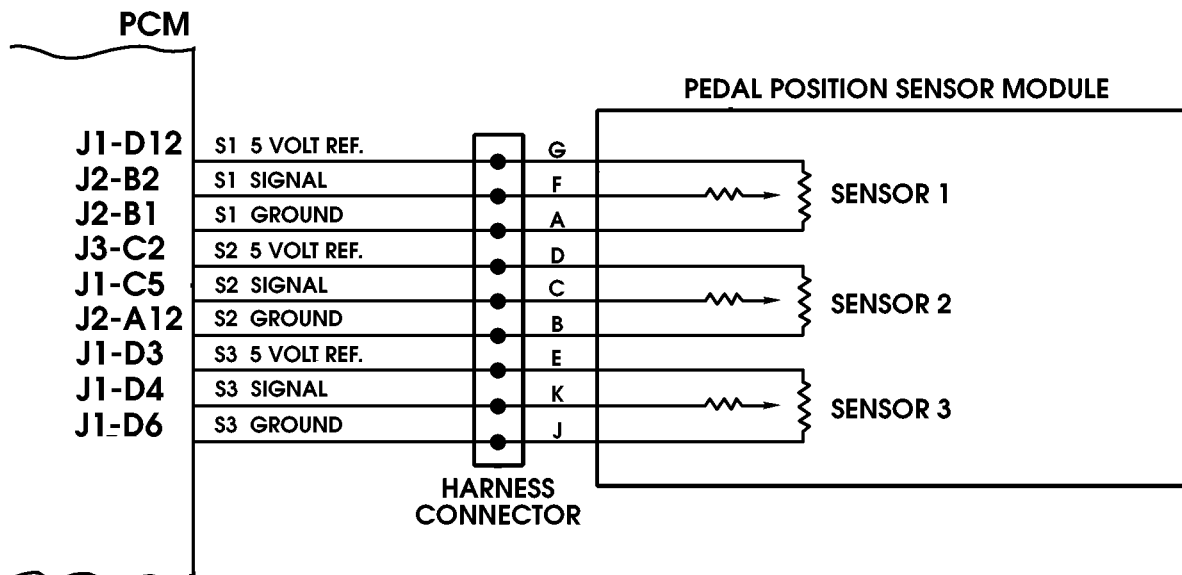 PCM
PEDAL POSITION SENSOR MODULE
J1-D12 S1 5 VOLT REF. G
J2-B2 S1 SIGNAL F SENSOR 1
J2-B1 S1 GROUND A
J3-C2 S2 5 VOLT REF. D
J1-C5 S2 SIGNAL C SENSOR 2
J2-A12 S2 GROUND B
J1-D3 S3 5 VOLT REF. E
J1-D4 S3 SIGNAL K SENSOR 3
J1-D6 S3 GROUND J
HARNESS
CONNECTOR